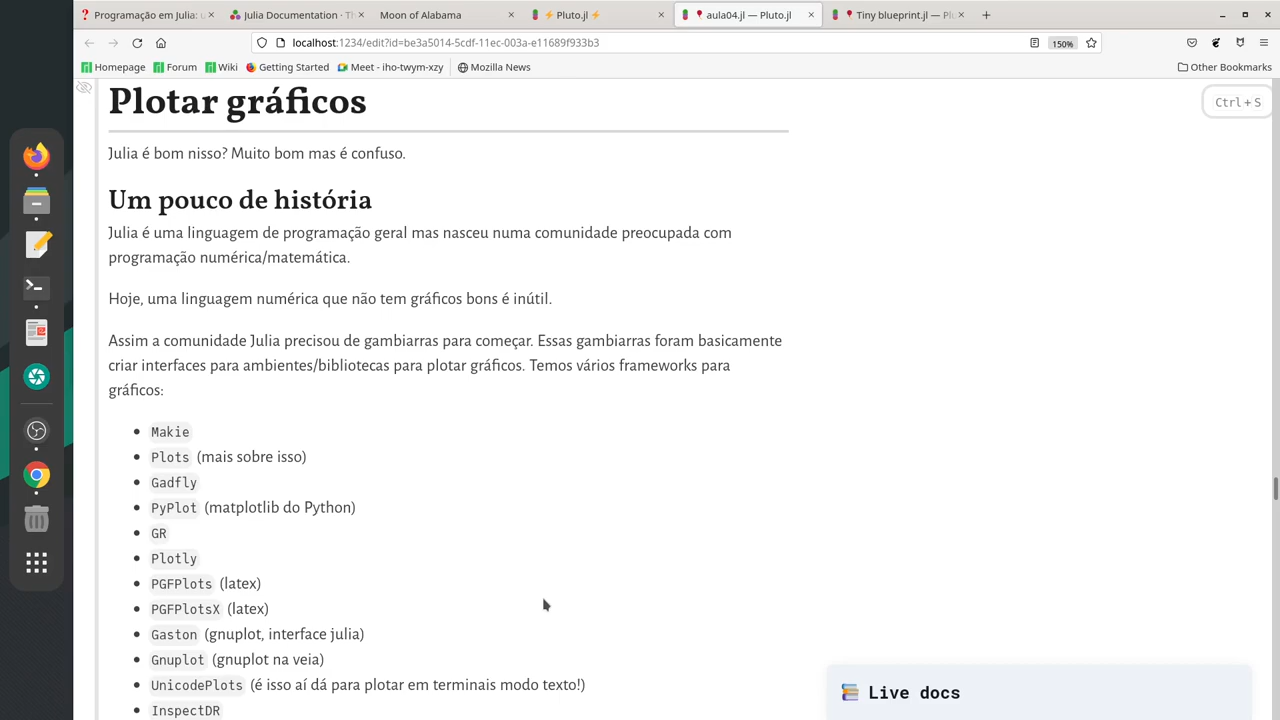 Programação em Julia: u
Julia Documentation · Th
Moon of Alabama
⚡ Pluto.jl ⚡
aula04.jl — Pluto.jl
Tiny blueprint.jl — Plu
localhost:1234/edit?id=be3a5014-5cdf-11ec-003a-e11689f933b3
150%
Homepage
Forum
Wiki
Getting Started
Meet - iho-twym-xzy
Mozilla News
Other Bookmarks
Plotar gráficos
Ctrl + S
Julia é bom nisso? Muito bom mas é confuso.
Um pouco de história
Julia é uma linguagem de programação geral mas nasceu numa comunidade preocupada com
programação numérica/matemática.
Hoje, uma linguagem numérica que não tem gráficos bons é inútil.
Assim a comunidade Julia precisou de gambiarras para começar. Essas gambiarras foram basicamente
criar interfaces para ambientes/bibliotecas para plotar gráficos. Temos vários frameworks para
gráficos:
• Makie
• Plots (mais sobre isso)
• Gadfly
• PyPlot (matplotlib do Python)
• GR
• Plotly
• PGFPlots (latex)
• PGFPlotsX (latex)
• Gaston (gnuplot, interface julia)
• Gnuplot (gnuplot na veia)
• UnicodePlots (é isso aí dá para plotar em terminais modo texto!)
• InspectDR
Live docs